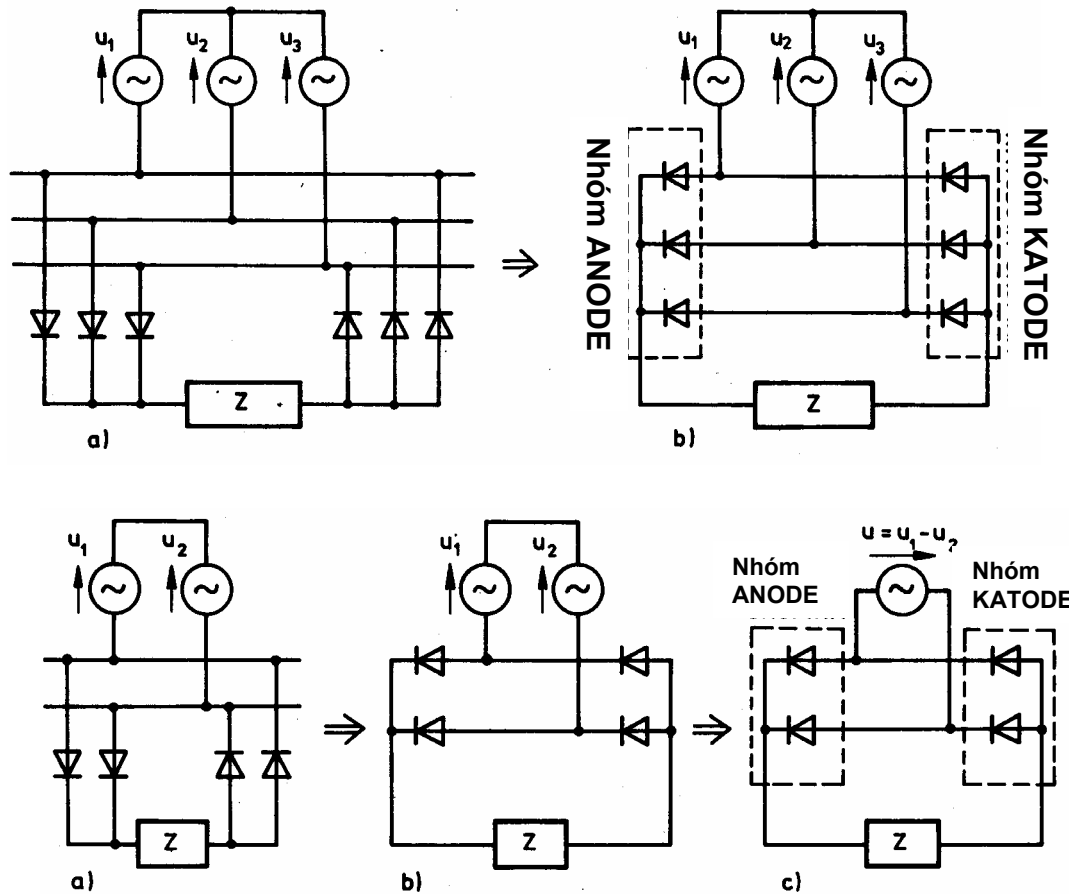 u1
u2
u3
Z
a)
u1
u2
u3
Nhóm ANODE
Nhóm KATODE
Z
b)
u1
u2
Z
a)
u1
u2
Z
b)
u = u1 - u2
Nhóm
ANODE
Nhóm
KATODE
Z
c)